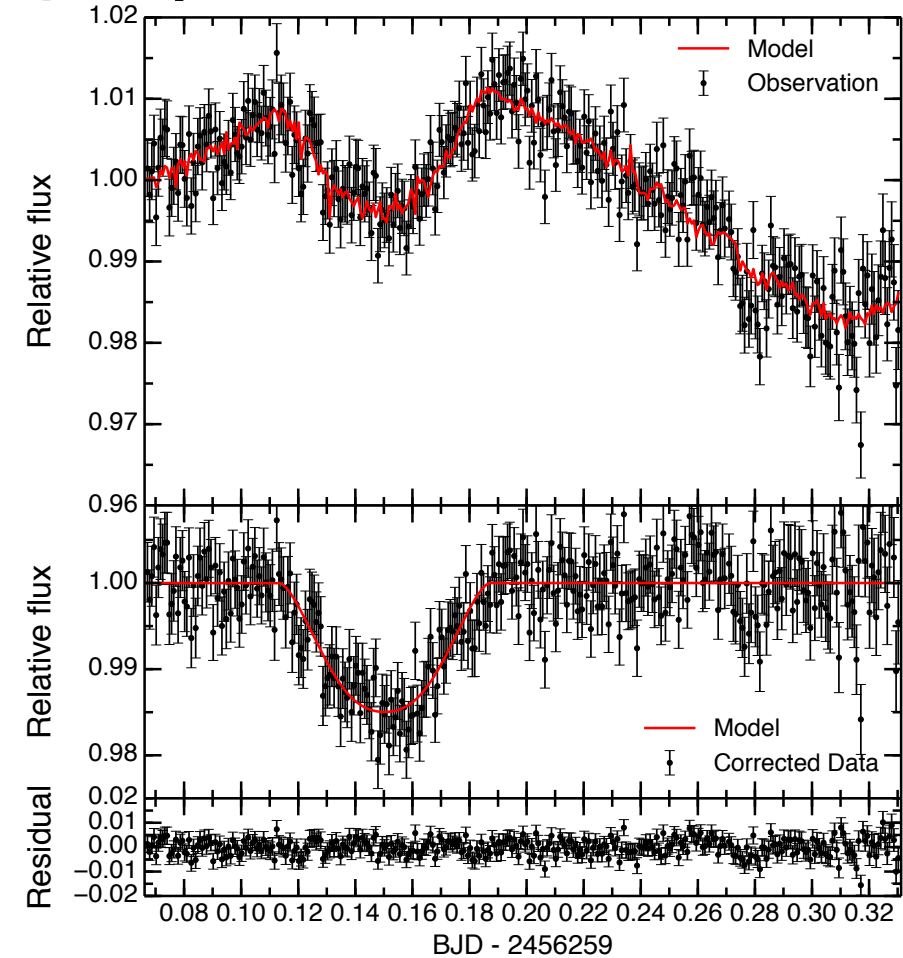 1.02
Model
Observation
1.01
1.00
0.99
0.98
0.97
0.96
Relative flux
1.00
0.99
0.98
Relative flux
Model
Corrected Data
0.02
0.01
0.00
−0.01
−0.02
Residual
0.08 0.10 0.12 0.14 0.16 0.18 0.20 0.22 0.24 0.26 0.28 0.30 0.32
BJD - 2456259